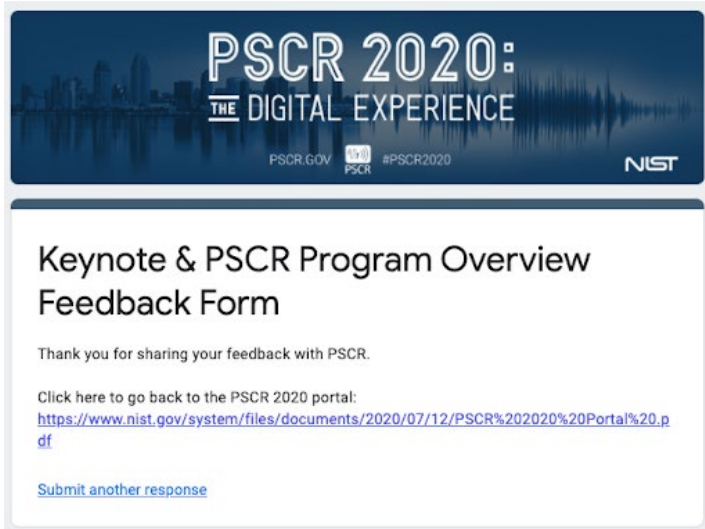 PSCR 2020:
THE DIGITAL EXPERIENCE
PSCR.GOV PSCR #PSCR2020
NIST
Keynote & PSCR Program Overview
Feedback Form
Thank you for sharing your feedback with PSCR.
Click here to go back to the PSCR 2020 portal:
https://www.nist.gov/system/files/documents/2020/07/12/PSCR%202020%20Portal%20.p
df
Submit another response